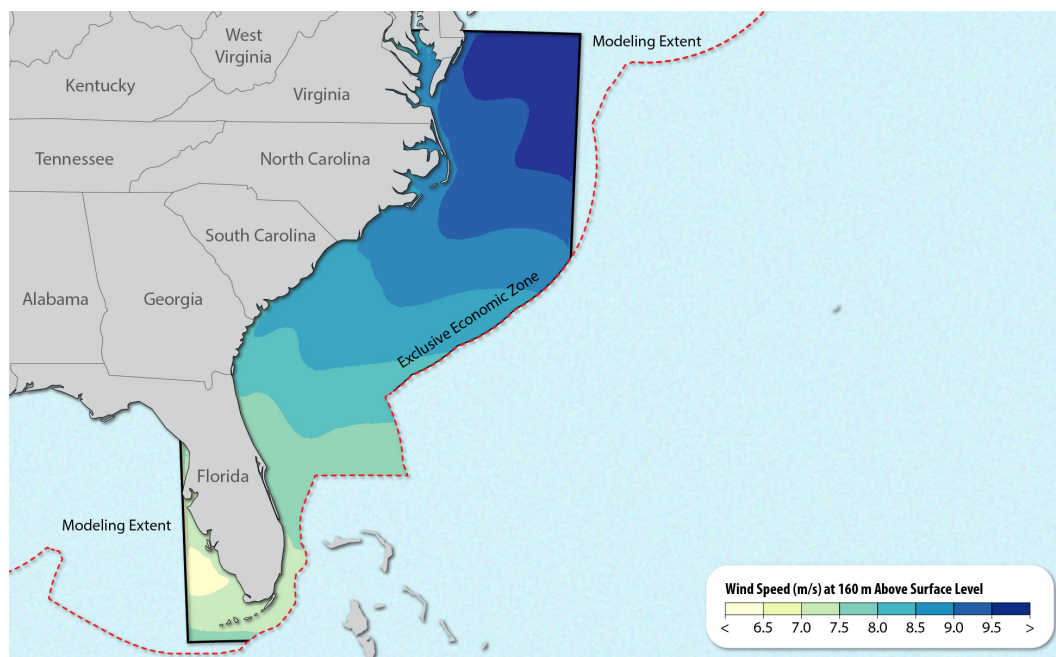 West
Virginia
Modeling Extent
Kentucky
Virginia
Tennessee
North Carolina
South Carolina
Alabama
Georgia
Exclusive Economic Zone
Florida
Modeling Extent
Wind Speed (m/s) at 160 m Above Surface Level
< 6.5 7.0 7.5 8.0 8.5 9.0 9.5 >